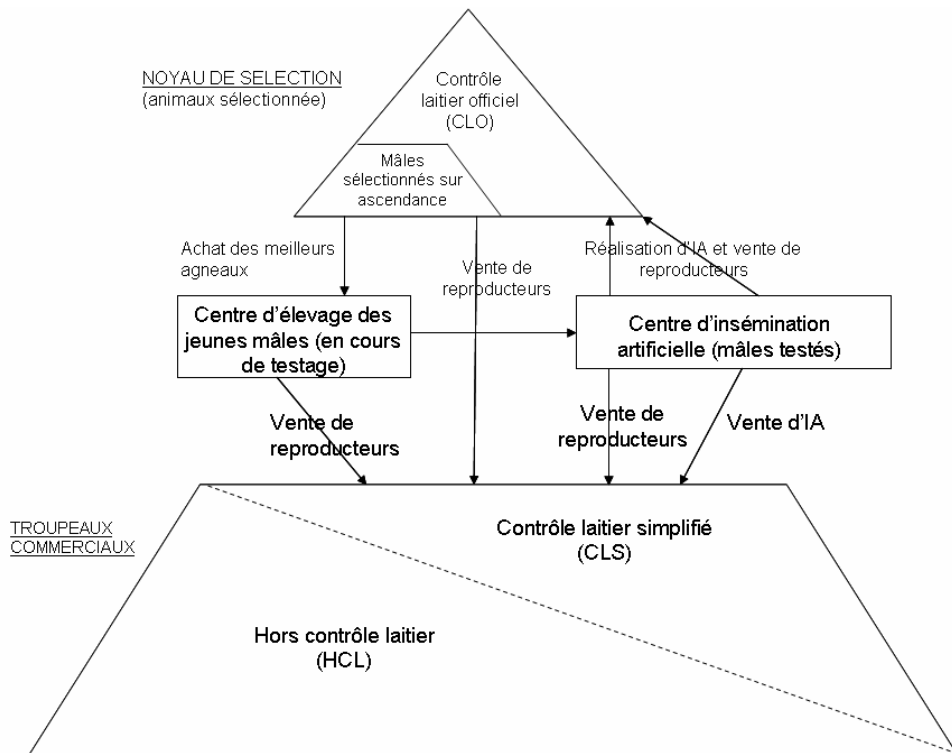 NOYAU DE SELECTION
(animaux sélectionnée)
Contrôle
laitier officiel
(CLO)
Mâles
sélectionnés sur
ascendance
Achat des meilleurs
agneaux
Vente de
reproducteurs
Réalisation d'IA et vente de
reproducteurs
Centre d'élevage des
jeunes mâles (en cours
de testage)
Centre d'insémination
artificielle (mâles testés)
Vente de
reproducteurs
Vente de
reproducteurs
Vente d'IA
TROUPEAUX
COMMERCIAUX
Contrôle laitier simplifié
(CLS)
Hors contrôle laitier
(HCL)